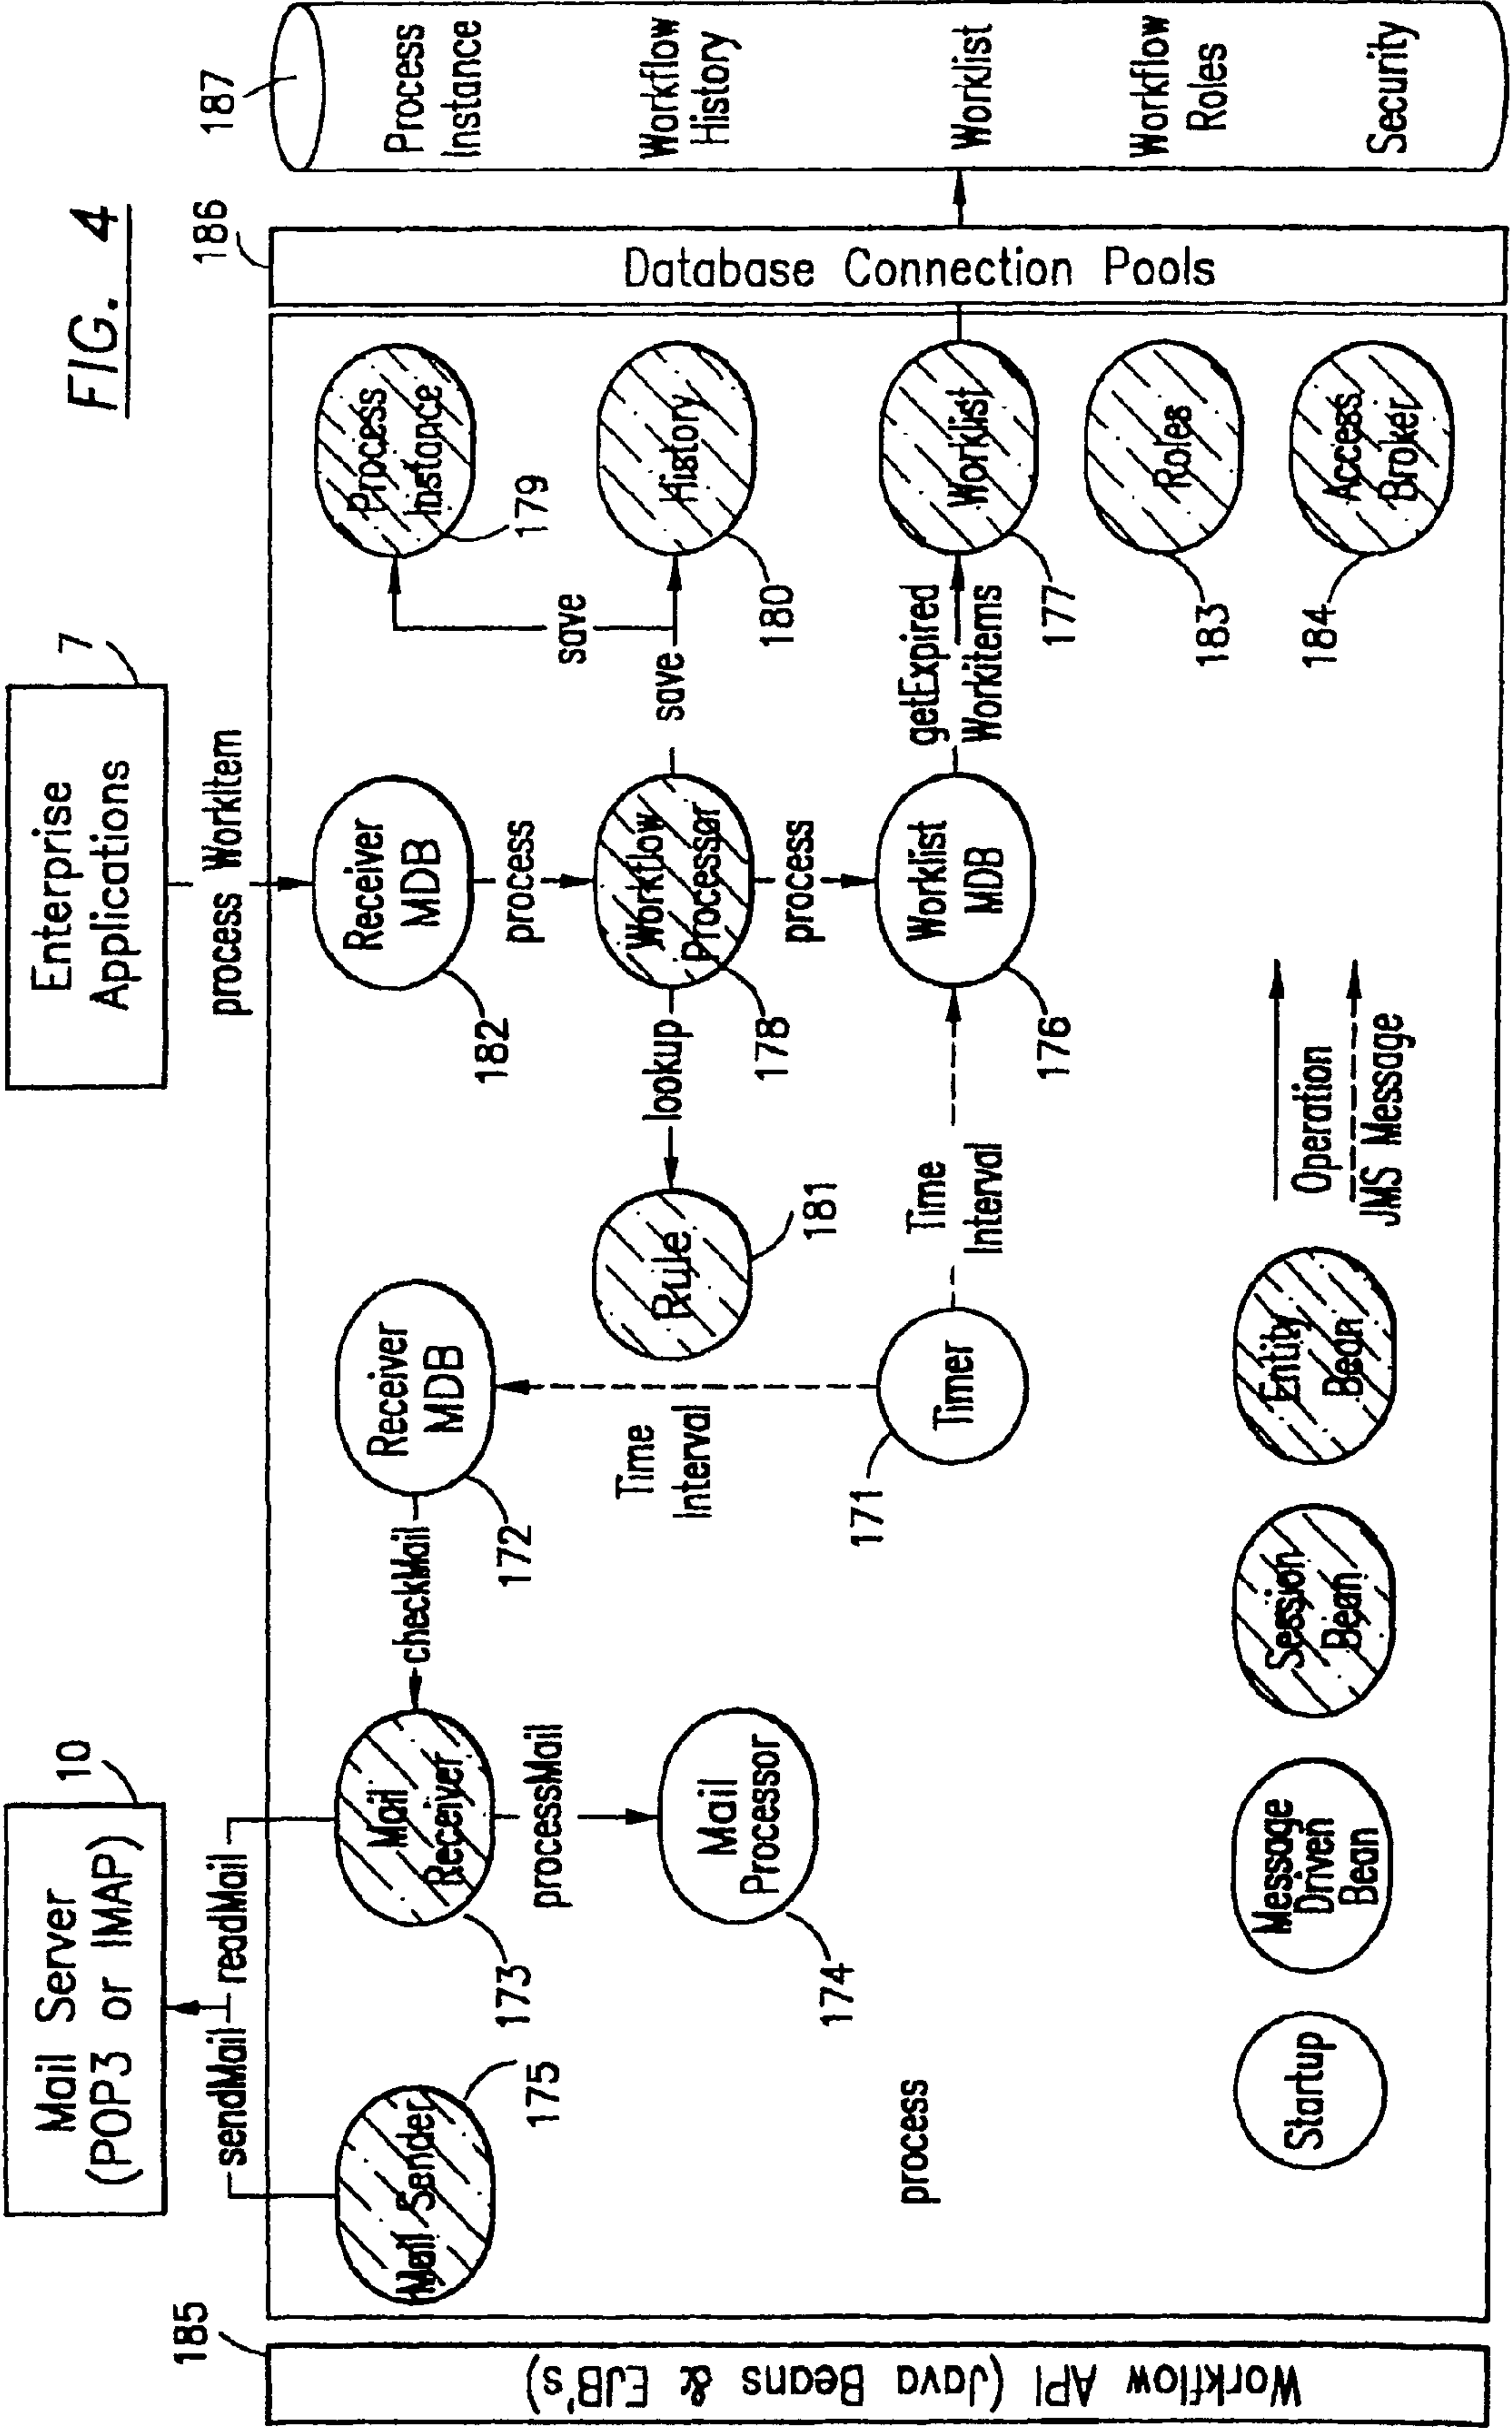 FIG. 4
Mail Server
(POP3 or IMAP)
10
Enterprise
Applications
7
185
Workflow API (Java Beans & EJB's)
sendMail
readMail
process WorkItem
186
187
Mail Sender
175
Mail
Receiver
173
checkMail
Receiver
MDB
172
Receiver
MDB
182
Process
Instance
179
Process
Instance
processMail
Mail
Processor
174
Time
Interval
process
save
Rule
181
lookup
Workflow
Processor
178
save
History
180
Workflow
History
process
process
Timer
171
Time
Interval
Worklist
MDB
176
getExpired
Workitems
Worklist
177
Database Connection Pools
Worklist
Roles
183
Workflow
Roles
Startup
Message
Driven
Bean
Session
Bean
Entity
Bean
Operation
JMS Message
Access
Broker
184
Security